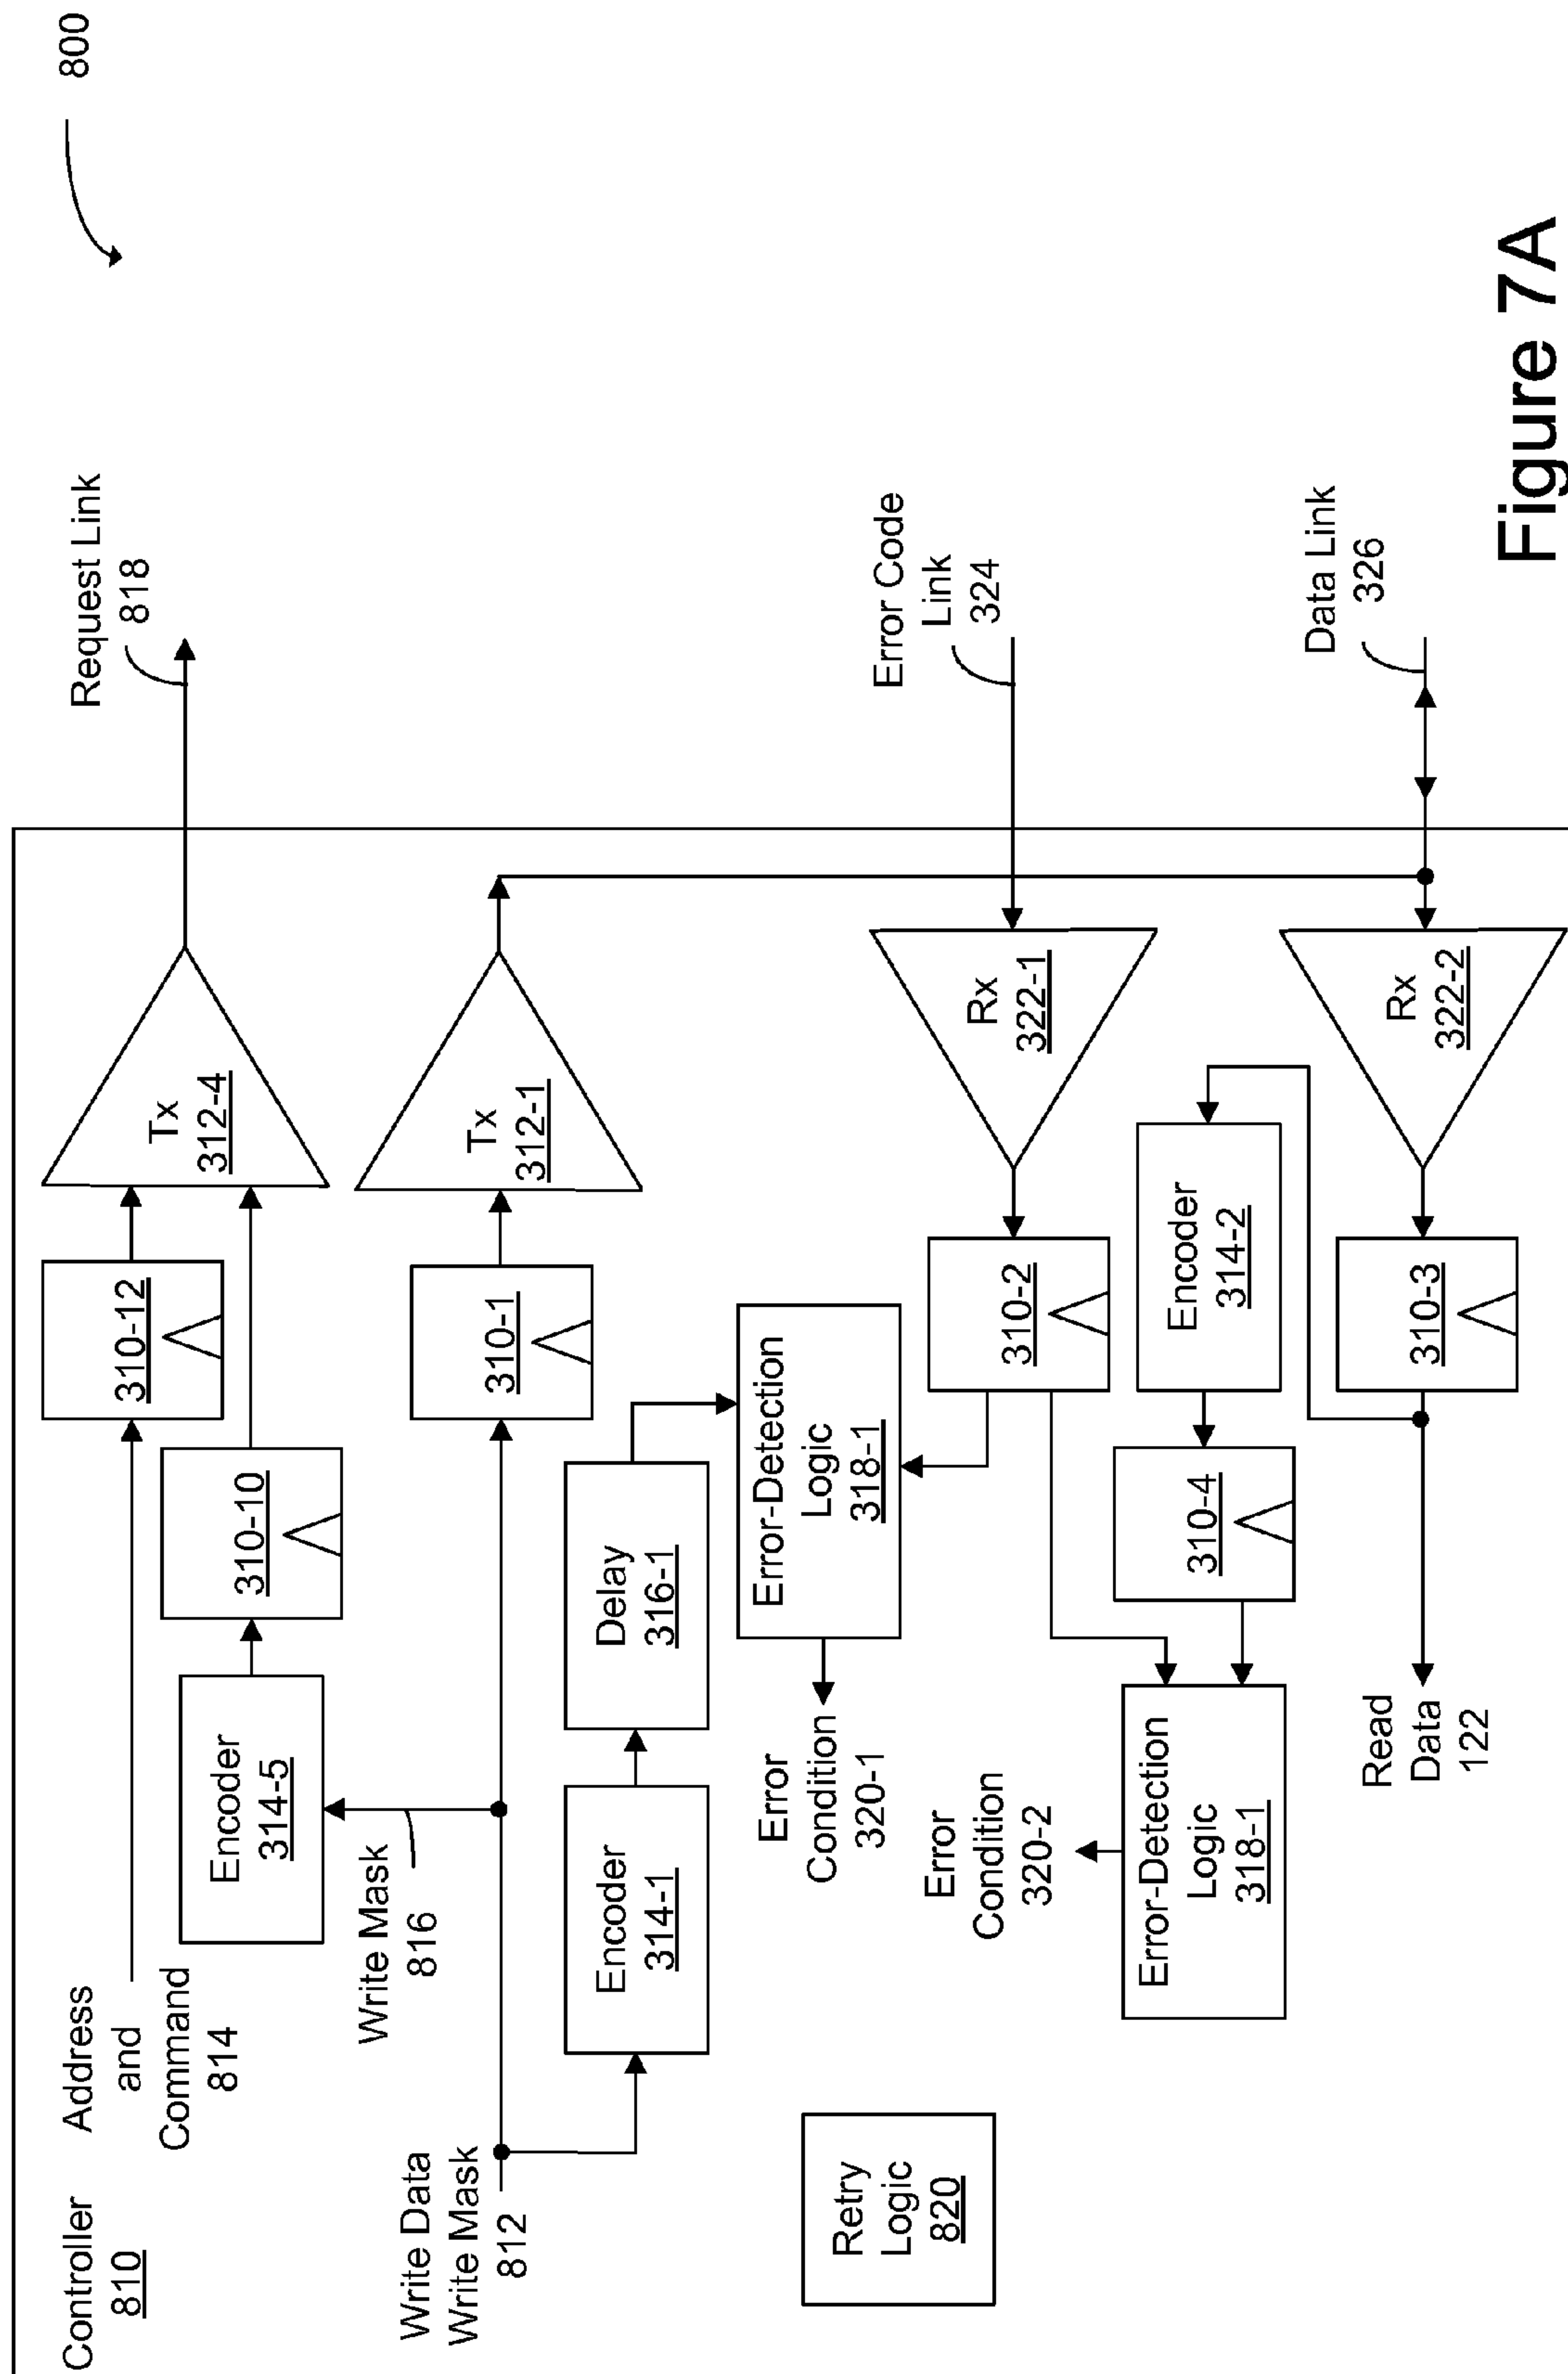 800
Controller
810
Address
and
Command
814
310-12
Tx
312-4
Request Link
818
Encoder
314-5
310-10
Write Mask
816
Write Data
Write Mask
812
310-1
Tx
312-1
Encoder
314-1
Delay
316-1
Error-Detection
Logic
318-1
Error
Condition
320-1
Retry
Logic
820
310-2
Rx
322-1
Error Code
Link
324
Error
Condition
320-2
Error-Detection
Logic
318-1
310-4
Encoder
314-2
Read
Data
122
310-3
Rx
322-2
Data Link
326
Figure 7A